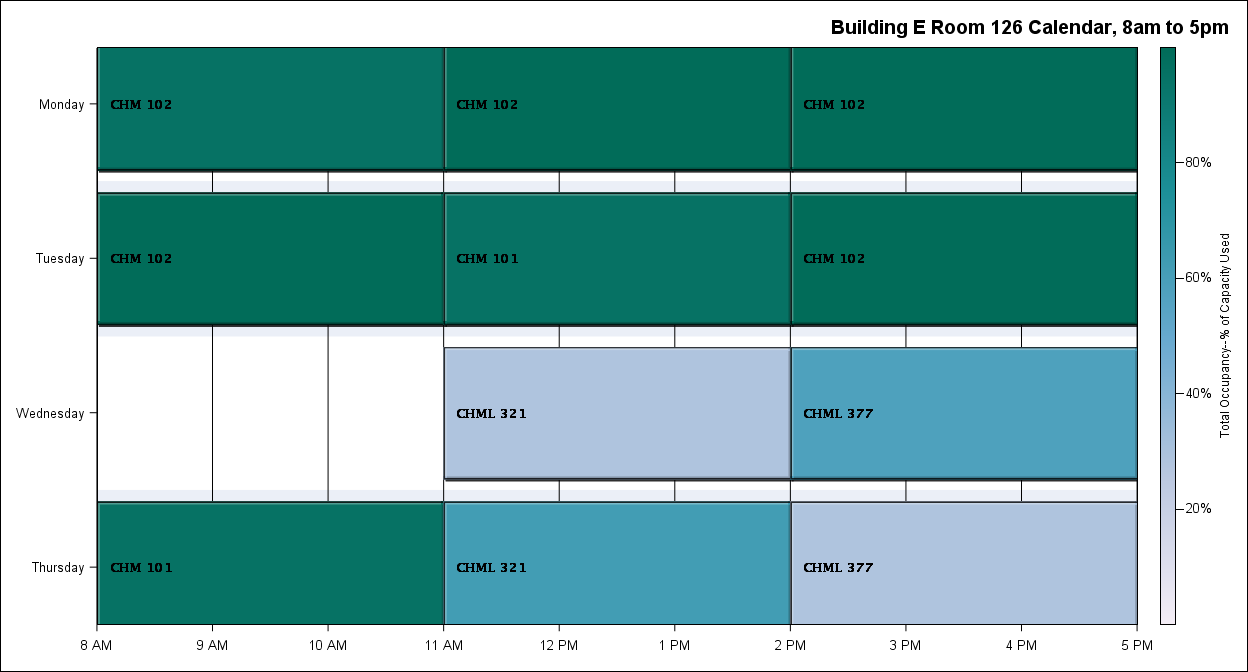 Building E Room 126 Calendar, 8am to 5pm
Monday
CHM 102
CHM 102
CHM 102
Tuesday
CHM 102
CHM 101
CHM 102
Wednesday
CHML 321
CHML 377
Thursday
CHM 101
CHML 321
CHML 377
8 AM
9 AM
10 AM
11 AM
12 PM
1 PM
2 PM
3 PM
4 PM
5 PM
80%
60%
40%
20%
Total Occupancy--% of Capacity Used